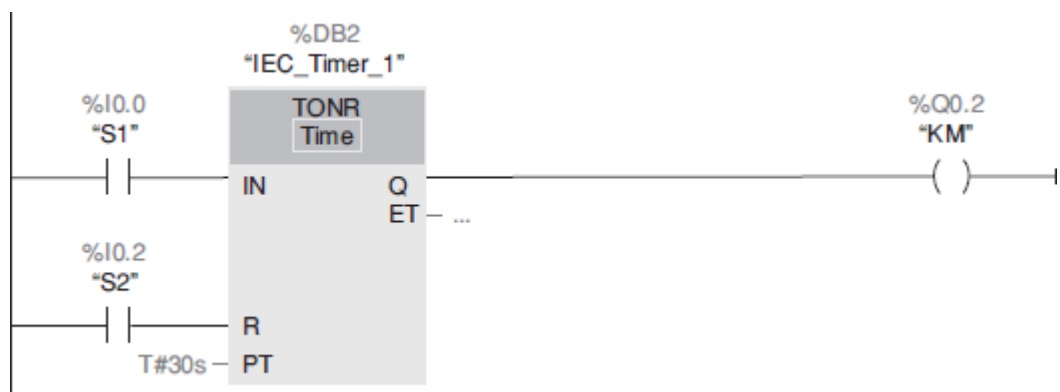 %DB2
“IEC_Timer_1”
%I0.0
“S1”
TONR
Time
%Q0.2
“KM”
IN
Q
ET
...
%I0.2
“S2”
R
T#30s
PT